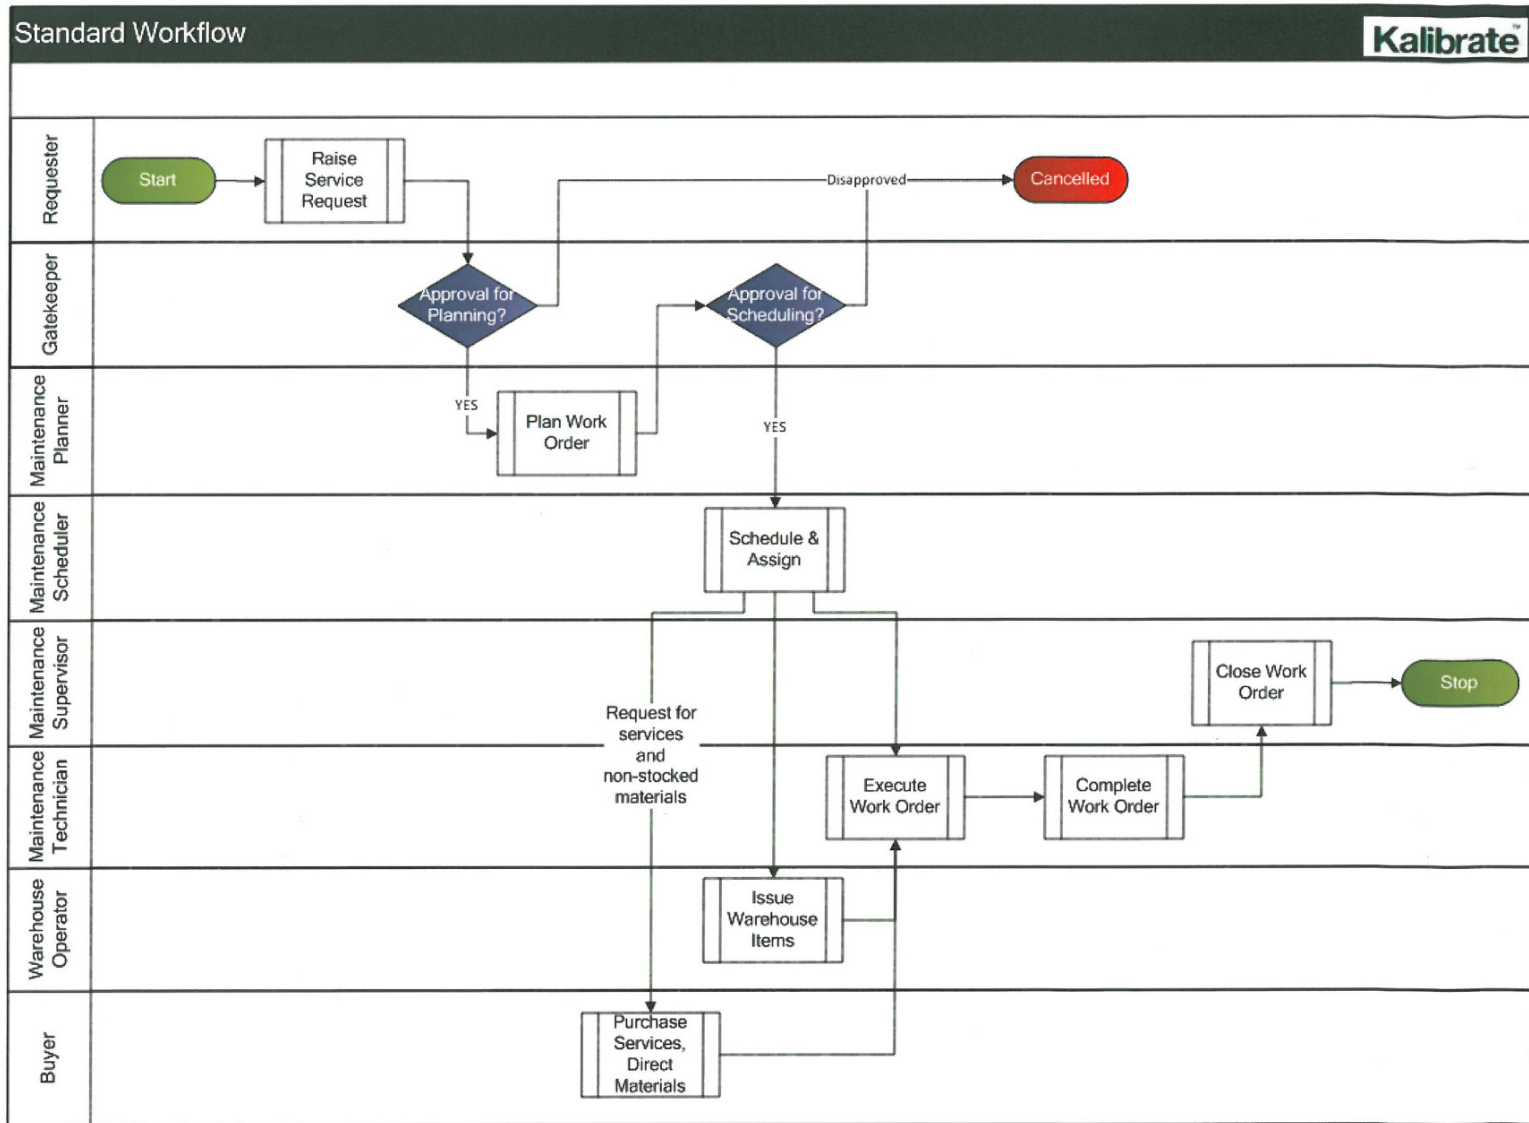 Standard Workflow
Kalibrate™
Requester
Start
Raise
Service
Request
Disapproved
Cancelled
Gatekeeper
Approval for
Planning?
Approval for
Scheduling?
Maintenance
Planner
YES
Plan Work
Order
YES
Maintenance
Scheduler
Schedule &
Assign
Maintenance
Supervisor
Close Work
Order
Stop
Request for
services
and
non-stocked
materials
Maintenance
Technician
Execute
Work Order
Complete
Work Order
Warehouse
Operator
Issue
Warehouse
Items
Buyer
Purchase
Services,
Direct
Materials